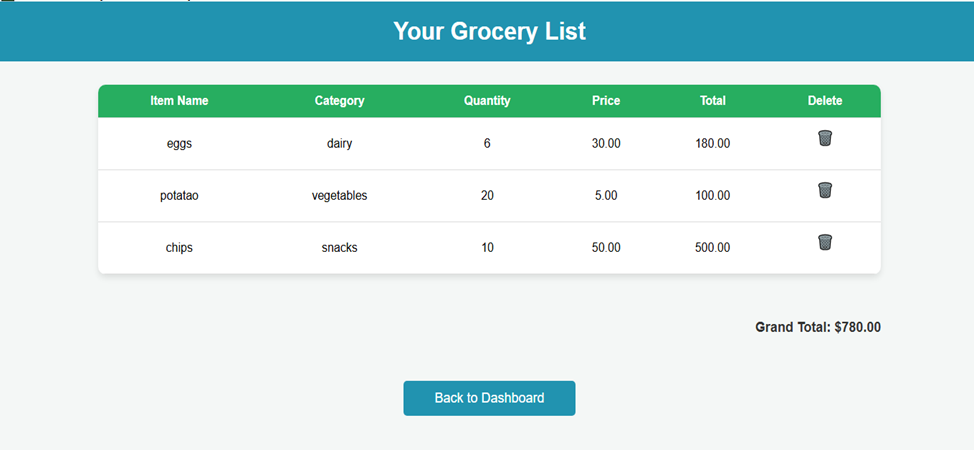 Your Grocery List
Item Name Category Quantity Price Total Delete
eggs dairy 6 30.00 180.00
potatao vegetables 20 5.00 100.00
chips snacks 10 50.00 500.00
Grand Total: $780.00
Back to Dashboard